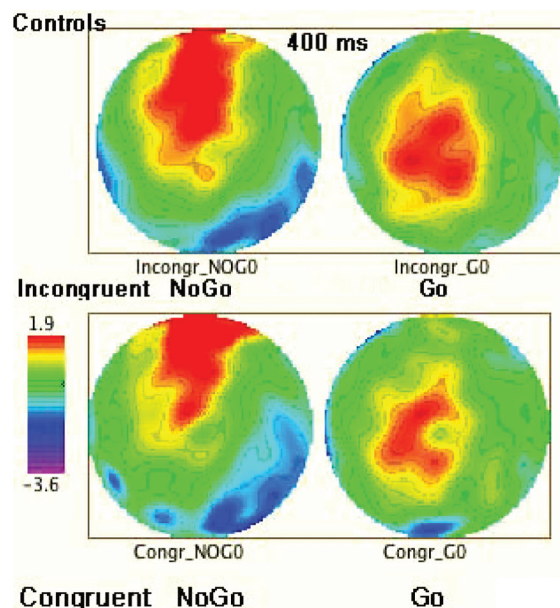 Controls
400 ms
Incongr_NOGO Incongr_GO
Incongruent NoGo Go
1.9
-3.6
Congr_NOGO Congr_GO
Congruent NoGo Go